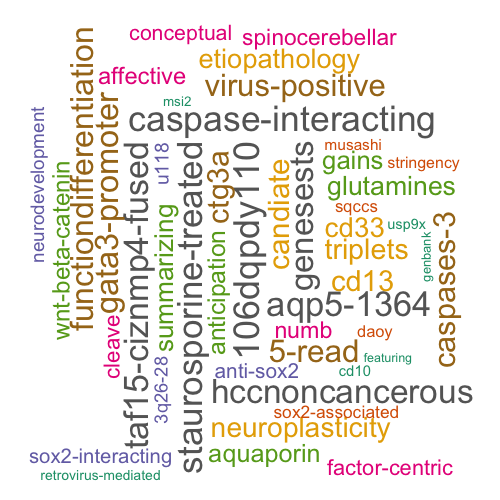 conceptual
spinocerebellar
etiopathology
affective
virus-positive
msi2
caspase-interacting
neurodevelopment
wnt-beta-catenin
functiondifferentiation
gata3-promoter
cleave
taf15-ciznmp4-fused
3q26-28
summarizing
u118
staurosporine-treated
anticipation
ctg3a
106dqpdy110
candiate
genesests
musashi
gains
stringency
glutamines
sqccs
cd33
usp9x
triplets
genbank
cd13
caspases-3
aqp5-1364
numb
daoy
5-read
featuring
anti-sox2
cd10
hccnoncancerous
sox2-associated
neuroplasticity
sox2-interacting
aquaporin
factor-centric
retrovirus-mediated